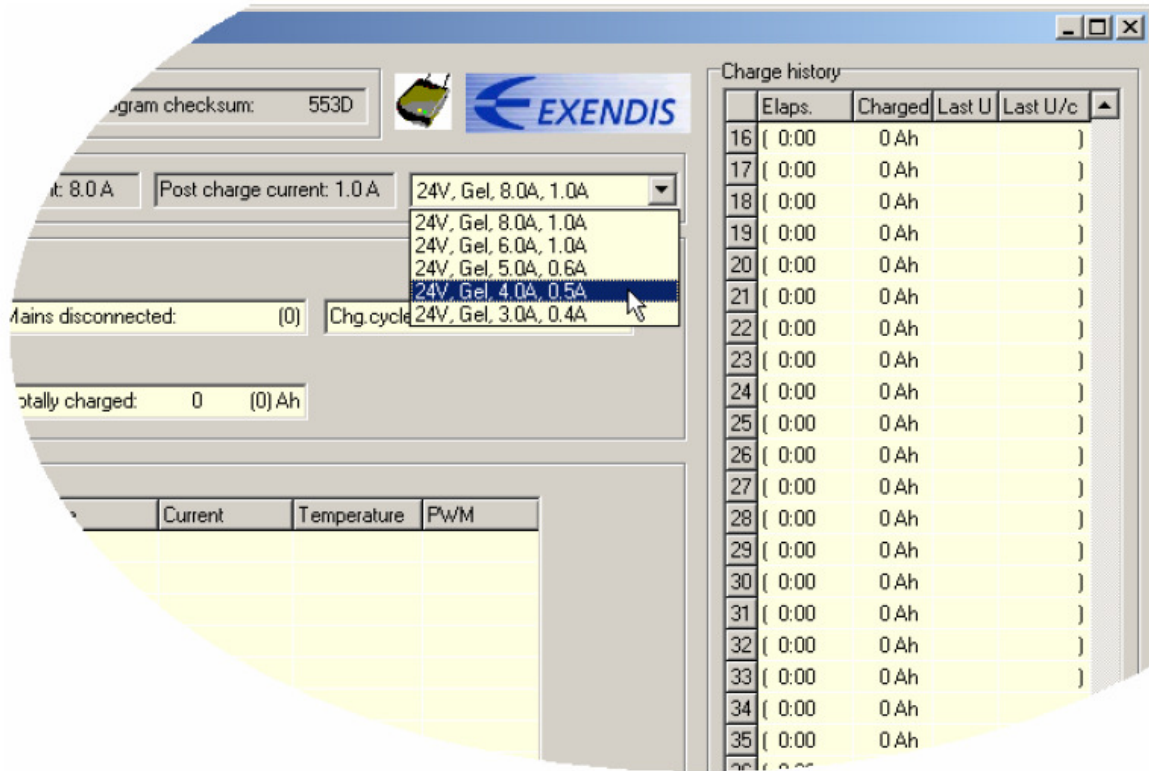 Charge history
Elaps. Charged Last U Last U/c
checksum: 553D
EXENDIS
8.0 A Post charge current: 1.0 A 24V, Gel, 8.0A, 1.0A
24V, Gel, 8.0A, 1.0A
24V, Gel, 6.0A, 1.0A
24V, Gel, 5.0A, 0.6A
24V, Gel, 4.0A, 0.5A
24V, Gel, 3.0A, 0.4A
Mains disconnected: (0) Chg.cycle
totally charged: 0 (0) Ah
Current Temperature PWM
16 ( 0:00 0 Ah )
17 ( 0:00 0 Ah )
18 ( 0:00 0 Ah )
19 ( 0:00 0 Ah )
20 ( 0:00 0 Ah )
21 ( 0:00 0 Ah )
22 ( 0:00 0 Ah )
23 ( 0:00 0 Ah )
24 ( 0:00 0 Ah )
25 ( 0:00 0 Ah )
26 ( 0:00 0 Ah )
27 ( 0:00 0 Ah )
28 ( 0:00 0 Ah )
29 ( 0:00 0 Ah )
30 ( 0:00 0 Ah )
31 ( 0:00 0 Ah )
32 ( 0:00 0 Ah )
33 ( 0:00 0 Ah )
34 ( 0:00 0 Ah
35 ( 0:00 0 Ah